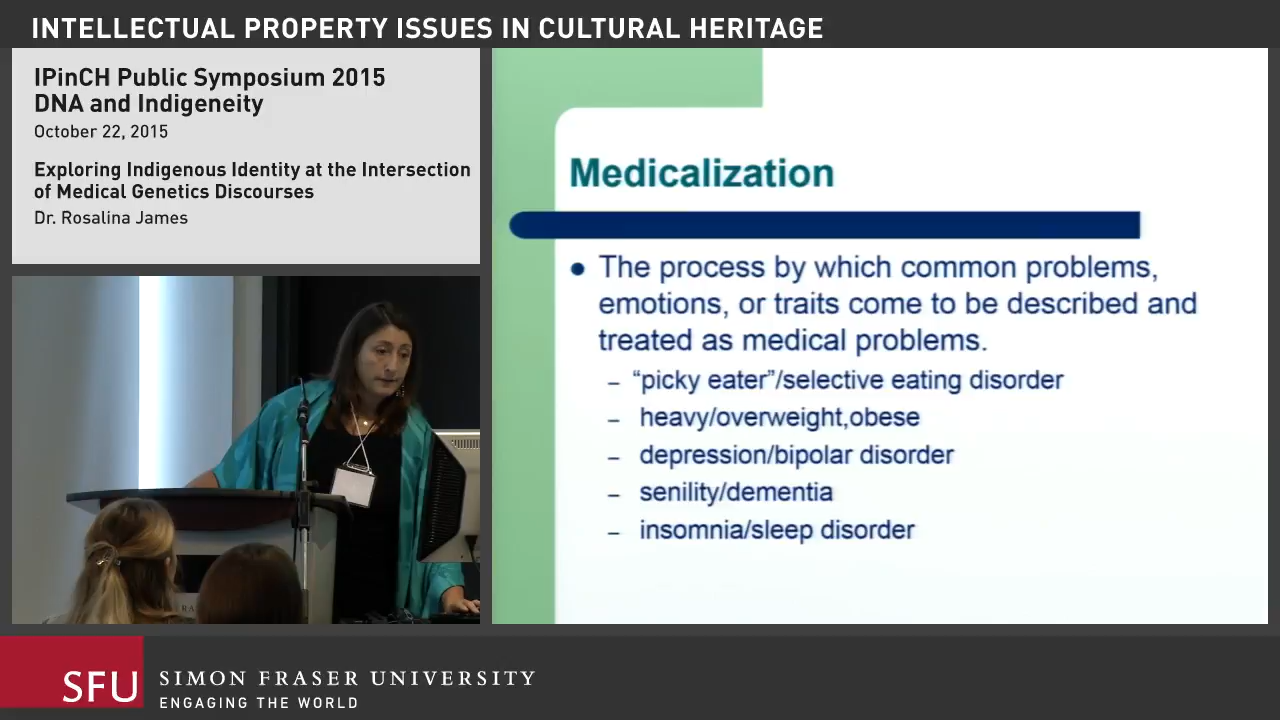 INTELLECTUAL PROPERTY ISSUES IN CULTURAL HERITAGE
IPinCH Public Symposium 2015
DNA and Indigeneity
October 22, 2015
Exploring Indigenous Identity at the Intersection
of Medical Genetics Discourses
Dr. Rosalina James
Medicalization
• The process by which common problems,
emotions, or traits come to be described and
treated as medical problems.
– “picky eater”/selective eating disorder
– heavy/overweight,obese
– depression/bipolar disorder
– senility/dementia
– insomnia/sleep disorder
SFU
SIMON FRASER UNIVERSITY
ENGAGING THE WORLD